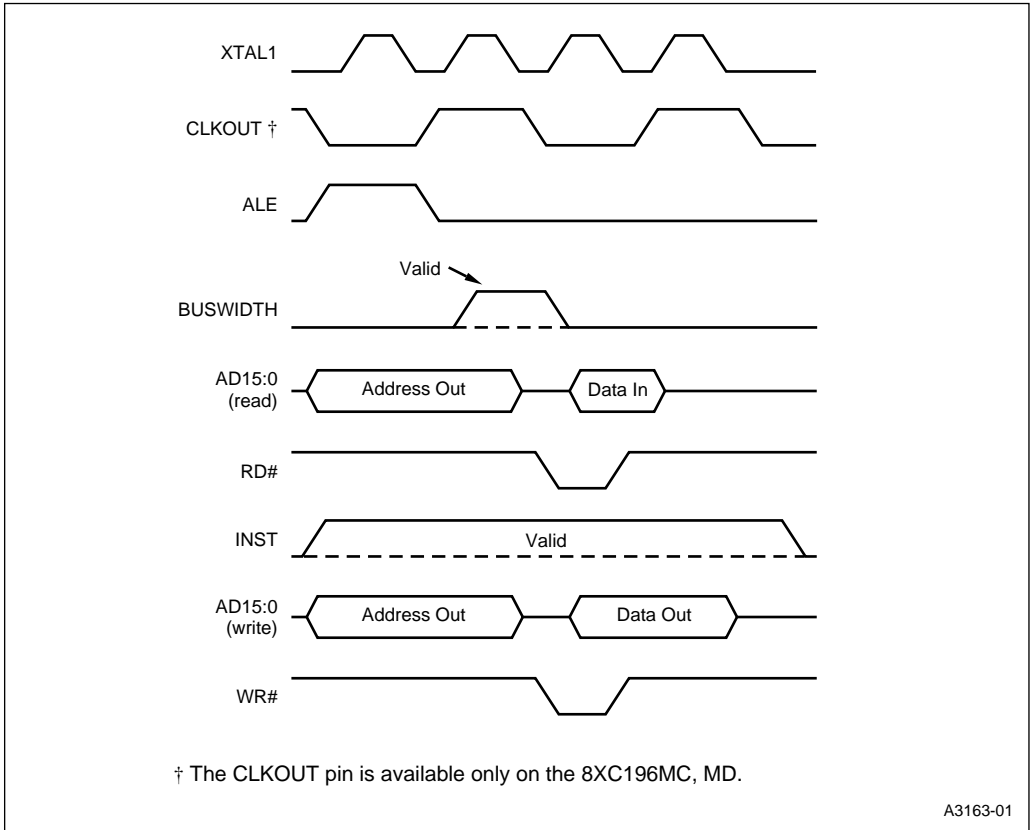 XTAL1
CLKOUT †
ALE
Valid
BUSWIDTH
AD15:0
(read)
Address Out
Data In
RD#
INST
Valid
AD15:0
(write)
Address Out
Data Out
WR#
† The CLKOUT pin is available only on the 8XC196MC, MD.
A3163-01